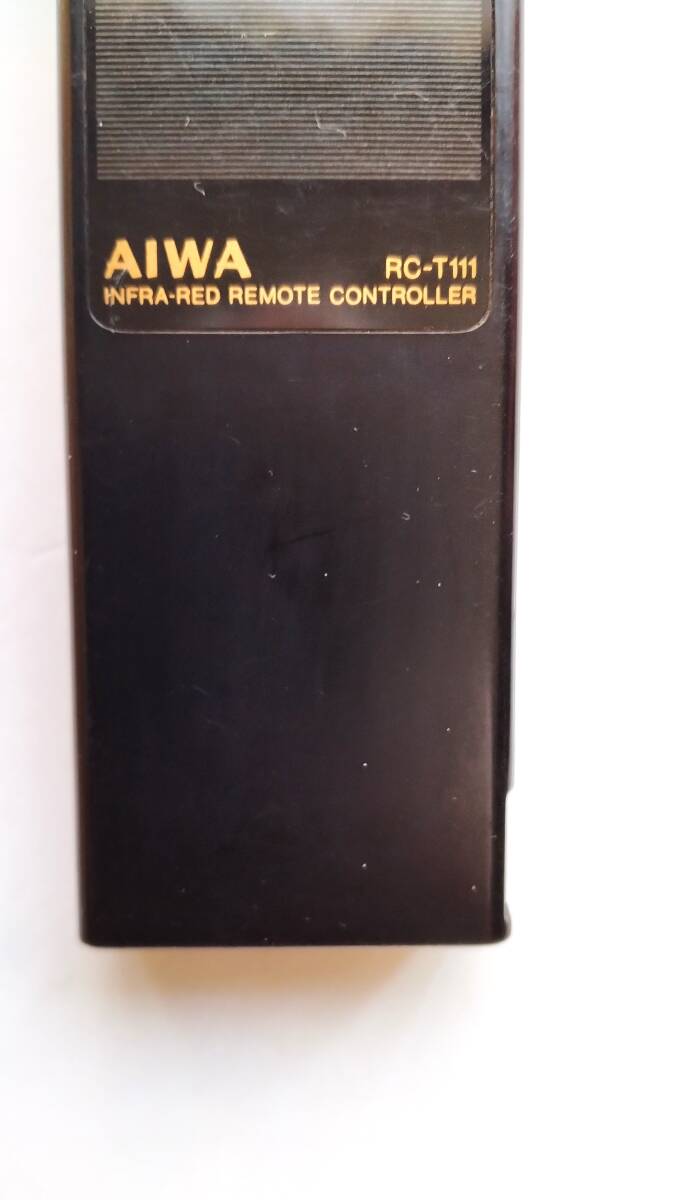 AIWA RC-T111
INFRA-RED REMOTE CONTROLLER